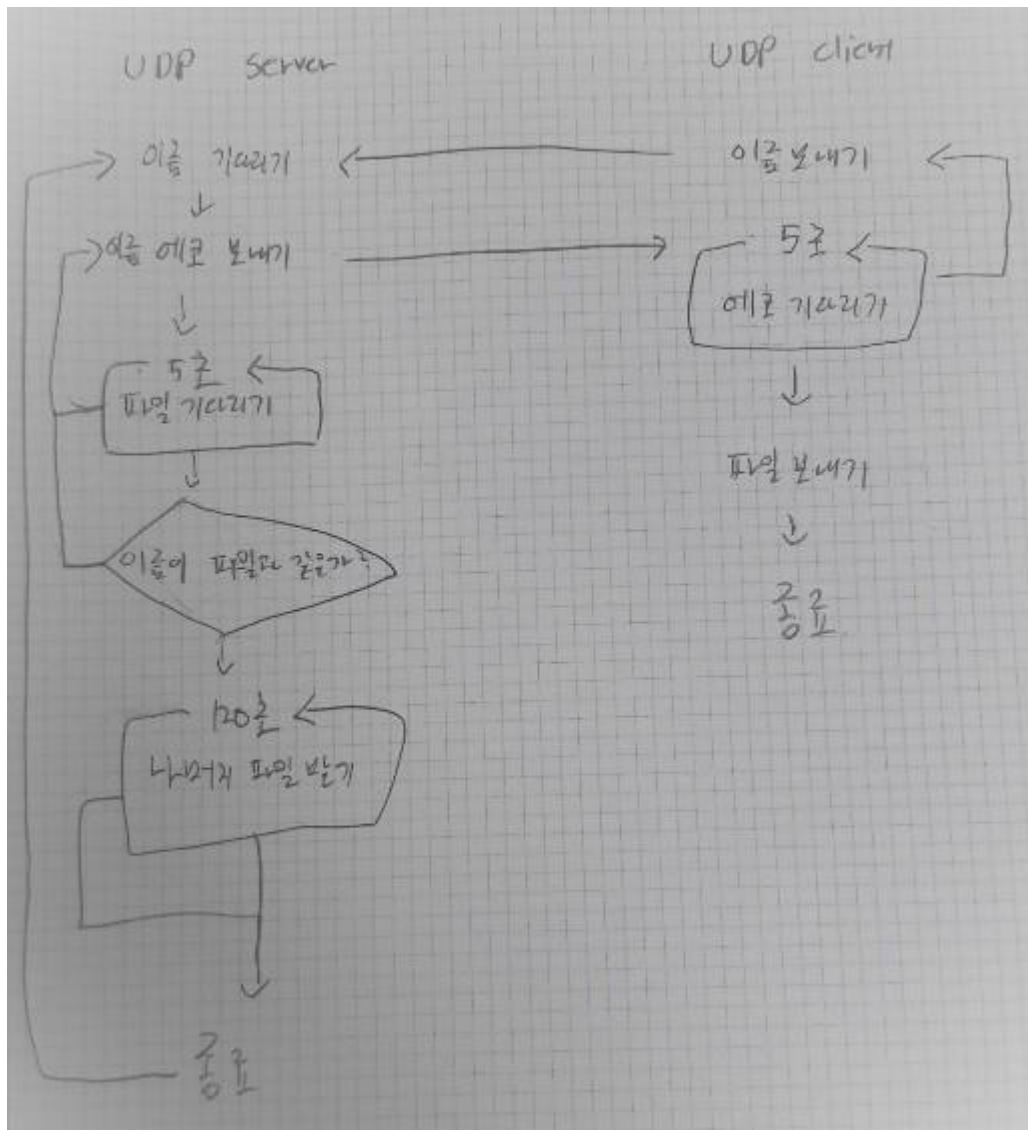 UDP server
이름 기다리기
이름 에코 보내기
5초
파일 기다리기
이름이 파일과 같은가?
120초
나머지 파일 받기
종료
UDP client
이름 보내기
5초
에코 기다리기
파일 보내기
종료